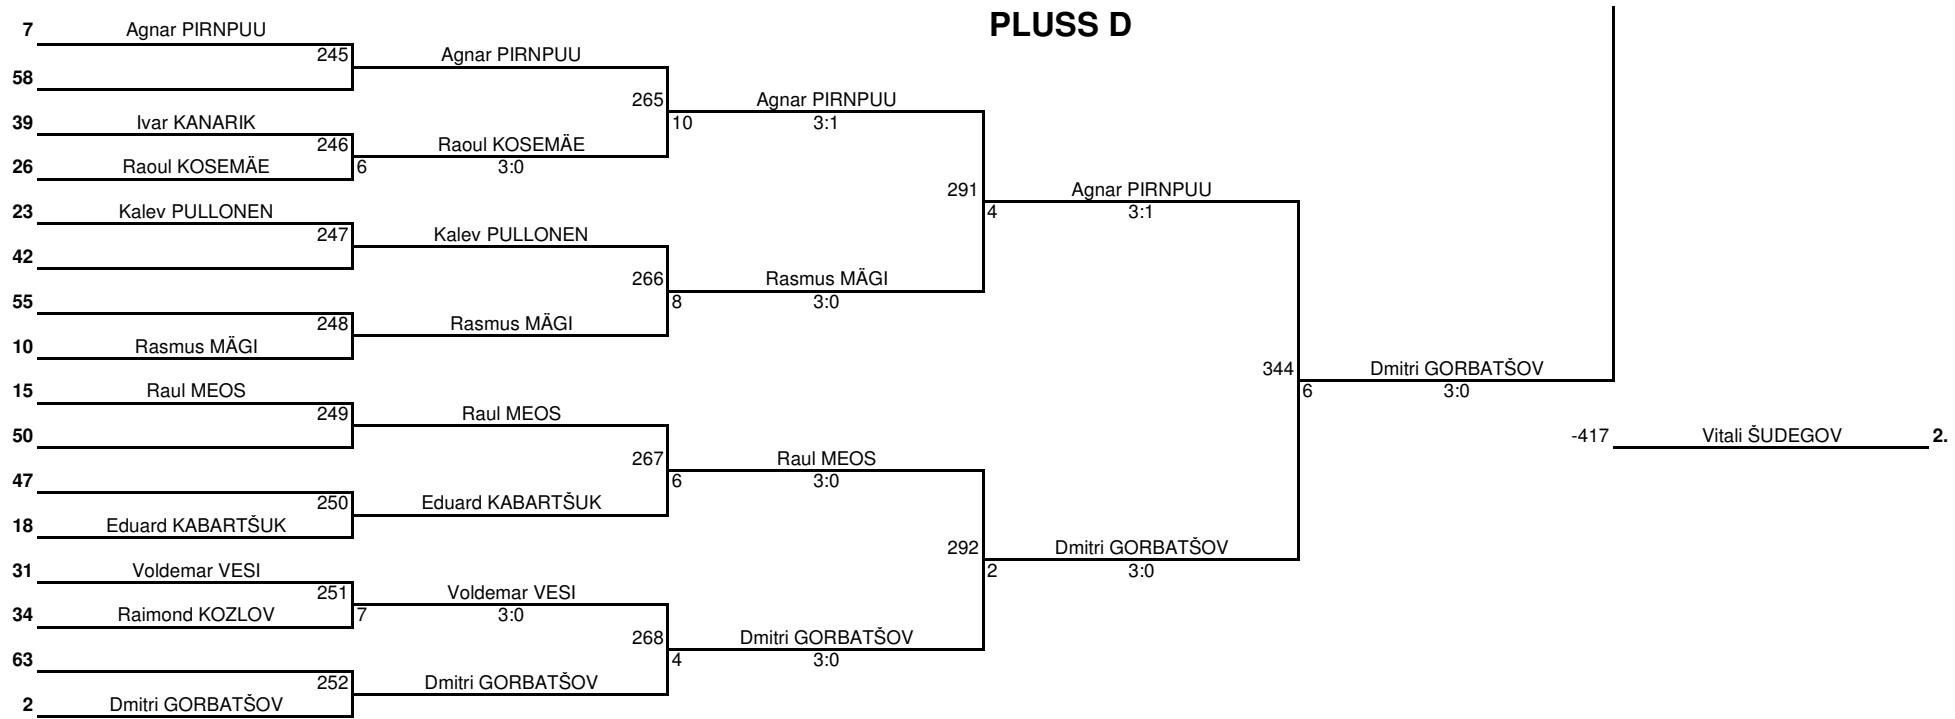 PLUSS D
7 Agnar PIRNPUU
245 Agnar PIRNPUU
58
265 Agnar PIRNPUU
39 Ivar KANARIK
10 3:1
246 Raoul KOSEMÄE
26 Raoul KOSEMÄE 6 3:0
291 Agnar PIRNPUU
23 Kalev PULLONEN
4 3:1
247 Kalev PULLONEN
42
266 Rasmus MÄGI
55
8 3:0
248 Rasmus MÄGI
10 Rasmus MÄGI
344 Dmitri GORBATŠOV
15 Raul MEOS
6 3:0
249 Raul MEOS
50
-417 Vitali ŠUDEGOV 2.
267 Raul MEOS
47
6 3:0
250 Eduard KABARTŠUK
18 Eduard KABARTŠUK
292 Dmitri GORBATŠOV
31 Voldemar VESI
2 3:0
251 Voldemar VESI
34 Raimond KOZLOV 7 3:0
268 Dmitri GORBATŠOV
63
4 3:0
252 Dmitri GORBATŠOV
2 Dmitri GORBATŠOV